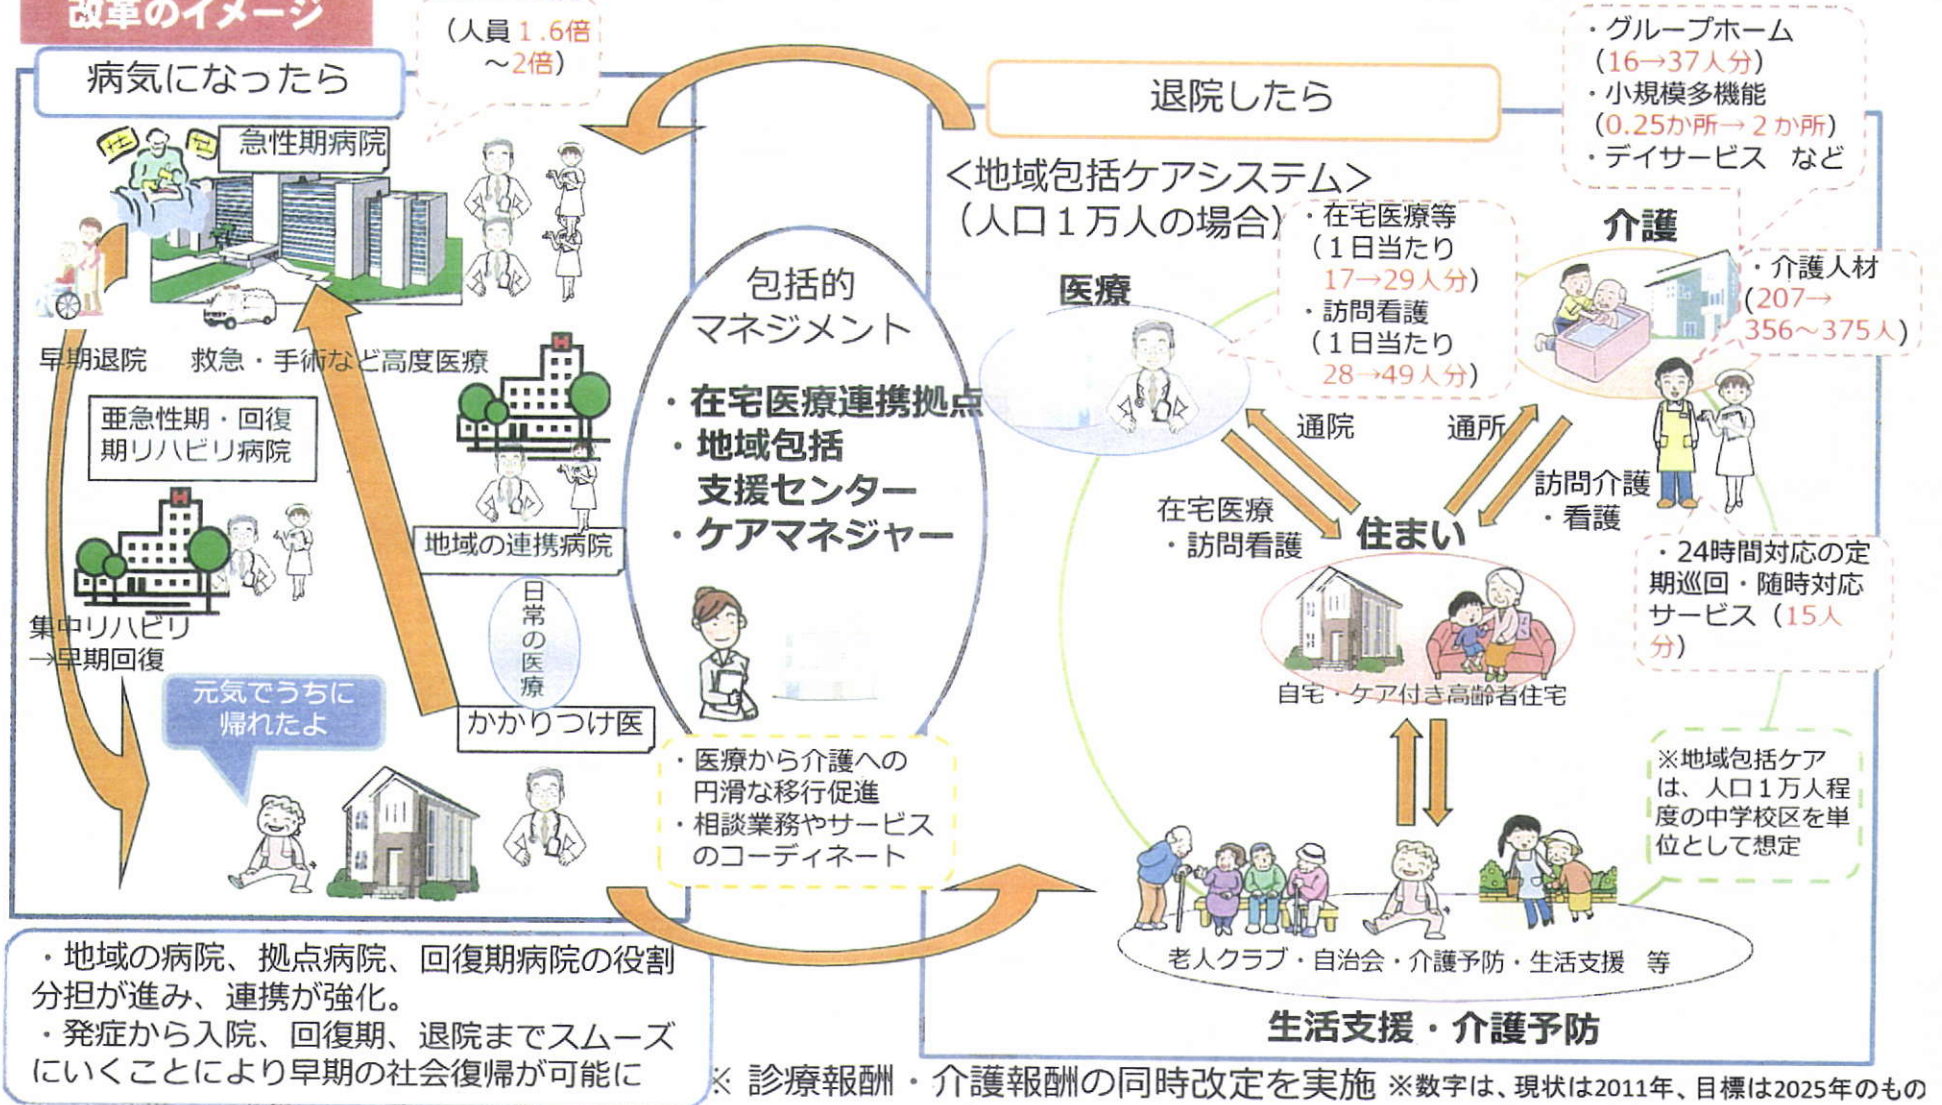 改革のイメージ
病気になったら
(人員1.6倍
~2倍)
急性期病院
早期退院
救急・手術など高度医療
亜急性期・回復
期リハビリ病院
地域の連携病院
日常の医療
集中リハビリ
→早期回復
元気でうちに
帰れたよ
かかりつけ医
・地域の病院、拠点病院、回復期病院の役割
分担が進み、連携が強化。
・発症から入院、回復期、退院までスムーズ
にいくことにより早期の社会復帰が可能に
包括的
マネジメント
・在宅医療連携拠点
・地域包括
支援センター
・ケアマネジャー
・医療から介護への
円滑な移行促進
・相談業務やサービス
のコーディネート
退院したら
<地域包括ケアシステム>
(人口1万人の場合)
医療
・在宅医療等
(1日当たり
17→29人分)
・訪問看護
(1日当たり
28→49人分)
・グループホーム
(16→37人分)
・小規模多機能
(0.25か所→2か所)
・デイサービス など
介護
・介護人材
(207→
356~375人)
通院
通所
在宅医療
・訪問看護
訪問介護
・看護
住まい
自宅・ケア付き高齢者住宅
・24時間対応の定
期巡回・随時対応
サービス(15人
分)
※地域包括ケア
は、人口1万人程
度の中学校区を単
位として想定
老人クラブ・自治会・介護予防・生活支援 等
生活支援・介護予防
※ 診療報酬・介護報酬の同時改定を実施 ※数字は、現状は2011年、目標は2025年のもの